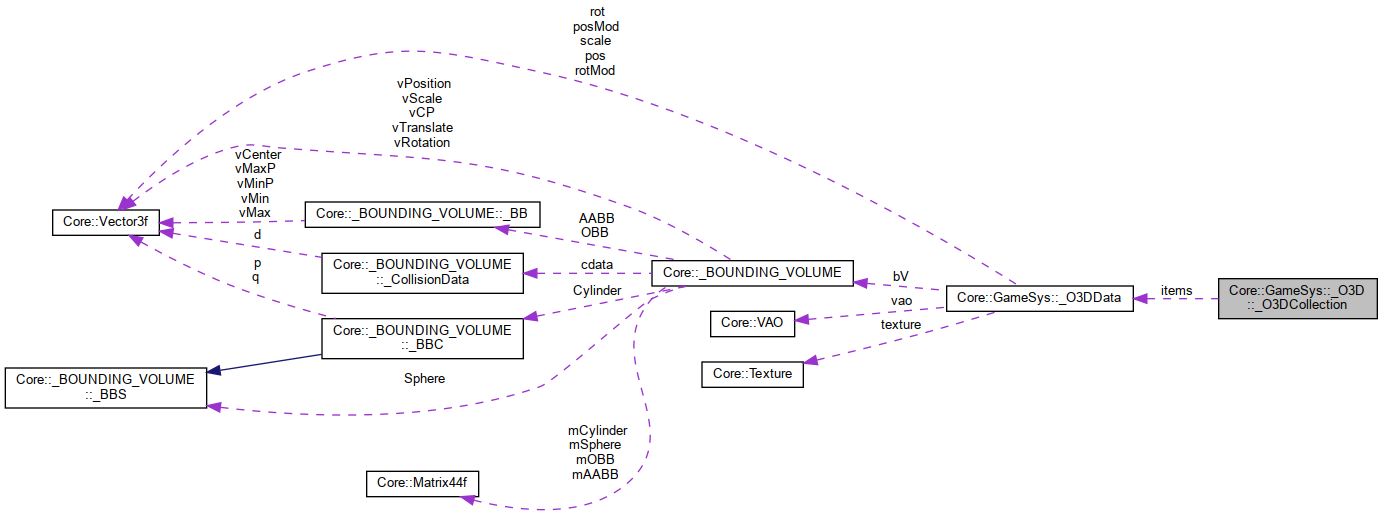 rot
posMod
scale
pos
rotMod
vPosition
vScale
vCP
vTranslate
vRotation
vCenter
vMaxP
vMinP
vMin
vMax
Core::Vector3f
Core::_BOUNDING_VOLUME::_BB
AABB
OBB
d
Core::_BOUNDING_VOLUME
::_CollisionData
cdata
Core::_BOUNDING_VOLUME
bV
Core::GameSys::_O3DData
items
Core::GameSys::_O3D
::_O3DCollection
p
q
Cylinder
vao
Core::VAO
texture
Core::_BOUNDING_VOLUME
::_BBC
Core::Texture
Core::_BOUNDING_VOLUME
::_BBS
Sphere
mCylinder
mSphere
mOBB
mAABB
Core::Matrix44f